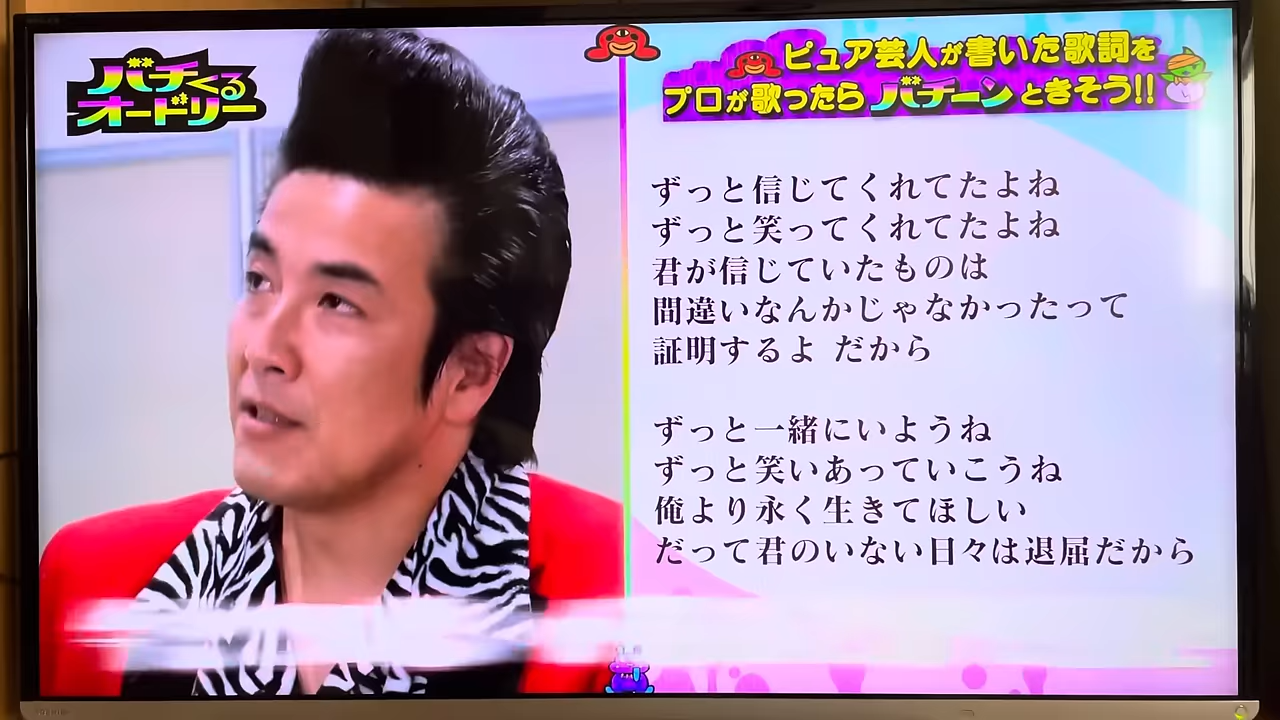 バチくる
オードリー
ピュア芸人が書いた歌詞を
プロが歌ったらバチーンときそう!!
ずっと信じてくれてたよね
ずっと笑ってくれてたよね
君が信じていたものは
間違いなんかじゃなかったって
証明するよ だから
ずっと一緒にいようね
ずっと笑いあっていこうね
俺より永く生きてほしい
だって君のいない日々は退屈だから